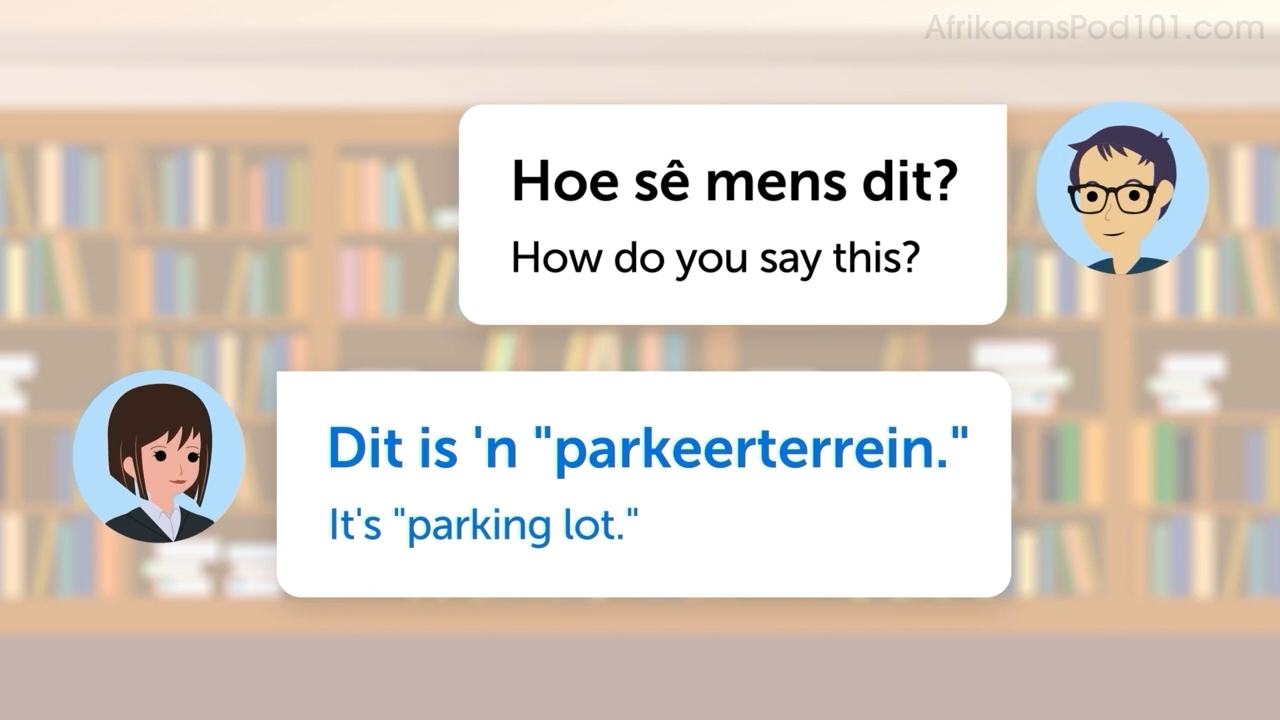 AfrikaansPod101.com
Hoe sê mens dit?
How do you say this?
Dit is 'n "parkeerterrein."
It's "parking lot."